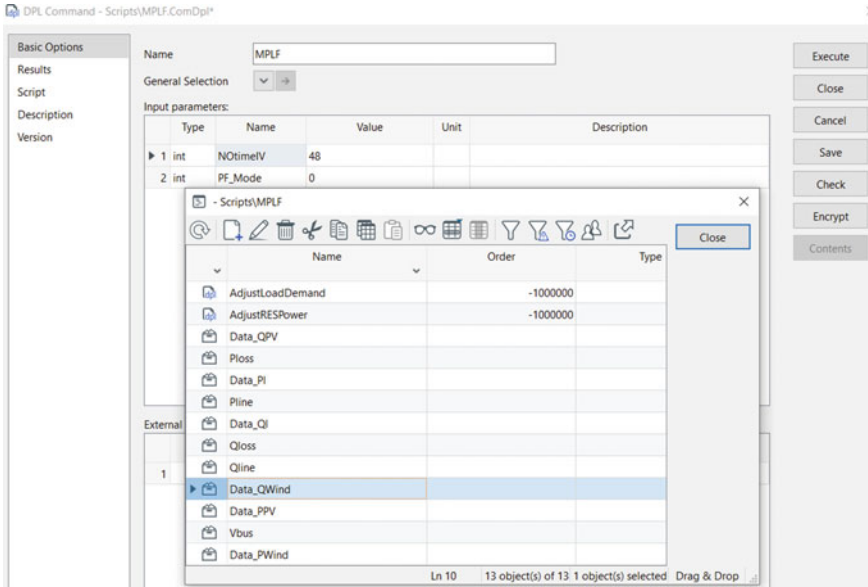 DPL Command - Scripts\MPLF.ComDpl*
Basic Options
Results
Script
Description
Version
Name MPLF
General Selection
Input parameters:
Type Name Value Unit Description
1 int NOtimeIV 48
2 int PF_Mode 0
Execute
Close
Cancel
Save
Check
Encrypt
Contents
External
1
- Scripts\MPLF
Close
Name Order Type
AdjustLoadDemand -1000000
AdjustRESPower -1000000
Data_QPV
Ploss
Data_Pl
Pline
Data_Ql
Qloss
Qline
Data_QWind
Data_PPV
Vbus
Data_PWind
Ln 10 13 object(s) of 13 1 object(s) selected Drag & Drop